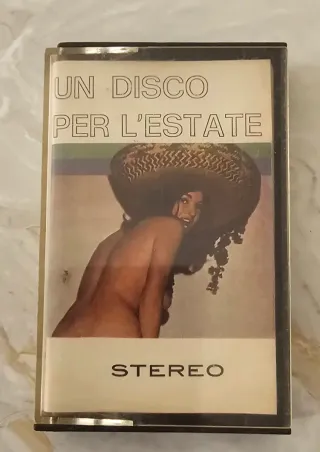 UN DISCO
PER L'ESTATE
STEREO